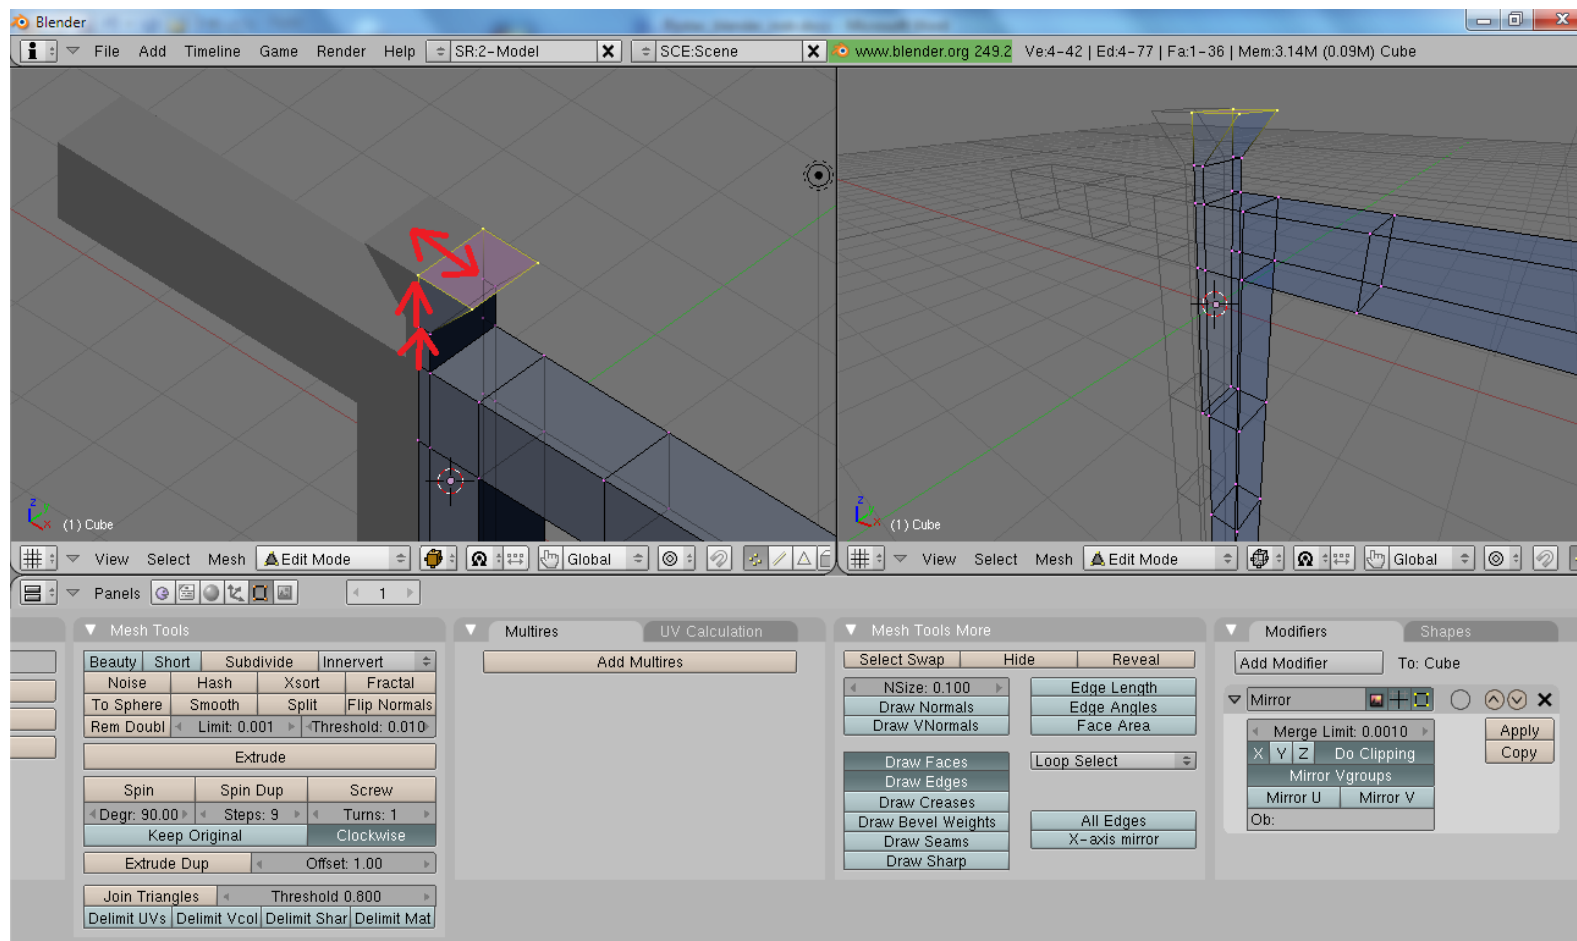 Blender
File Add Timeline Game Render Help SR:2-Model SCE:Scene www.blender.org 249.2 Ve:4-42 | Ed:4-77 | Fa:1-36 | Mem:3.14M (0.09M) Cube
z x (1) Cube
z x (1) Cube
View Select Mesh Edit Mode Global
View Select Mesh Edit Mode Global
Panels 1
Mesh Tools
Beauty Short Subdivide Innervert
Noise Hash Xsort Fractal
To Sphere Smooth Split Flip Normals
Rem Doubl Limit: 0.001 Threshold: 0.010
Extrude
Spin Spin Dup Screw
Degr: 90.00 Steps: 9 Turns: 1
Keep Original Clockwise
Extrude Dup Offset: 1.00
Join Triangles Threshold 0.800
Delimit UVs Delimit Vcol Delimit Shar Delimit Mat
Multires UV Calculation
Add Multires
Mesh Tools More
Select Swap Hide Reveal
NSize: 0.100
Draw Normals
Draw VNormals
Edge Length
Edge Angles
Face Area
Draw Faces
Draw Edges
Draw Creases
Draw Bevel Weights
Draw Seams
Draw Sharp
Loop Select
All Edges
X-axis mirror
Modifiers Shapes
Add Modifier To: Cube
Mirror
Merge Limit: 0.0010
X Y Z Do Clipping
Mirror Vgroups
Mirror U Mirror V
Ob:
Apply
Copy